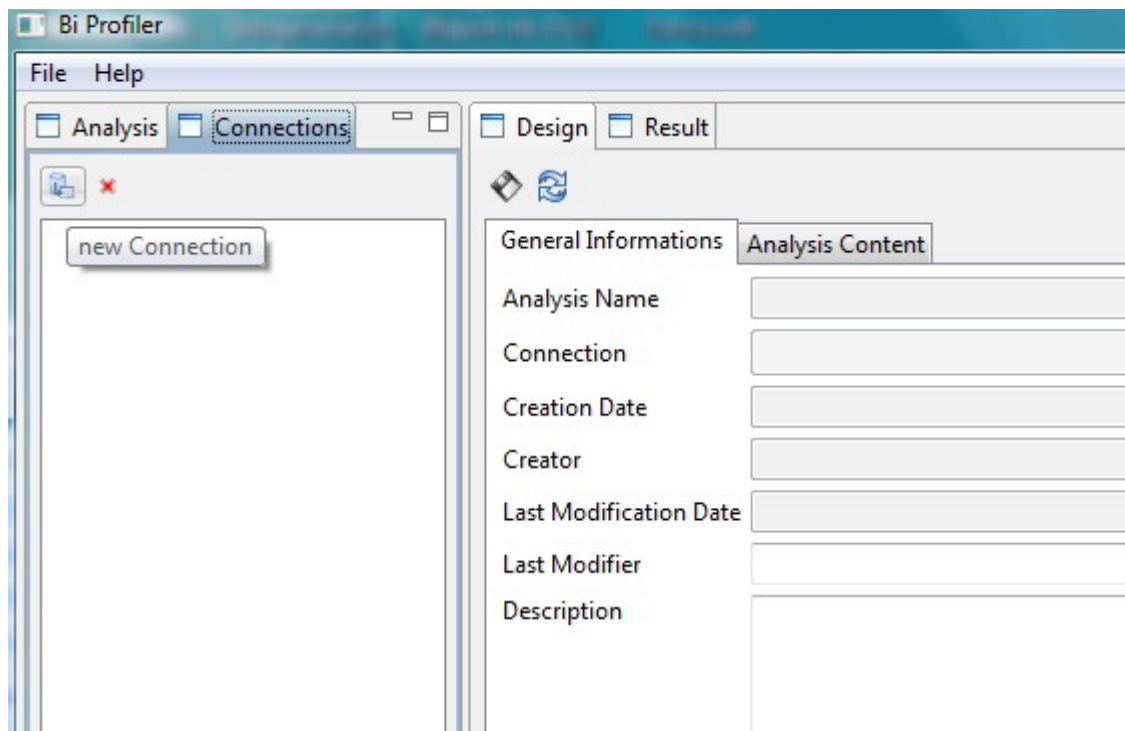 Bi Profiler
File Help
Analysis Connections
Design Result
new Connection
General Informations Analysis Content
Analysis Name
Connection
Creation Date
Creator
Last Modification Date
Last Modifier
Description